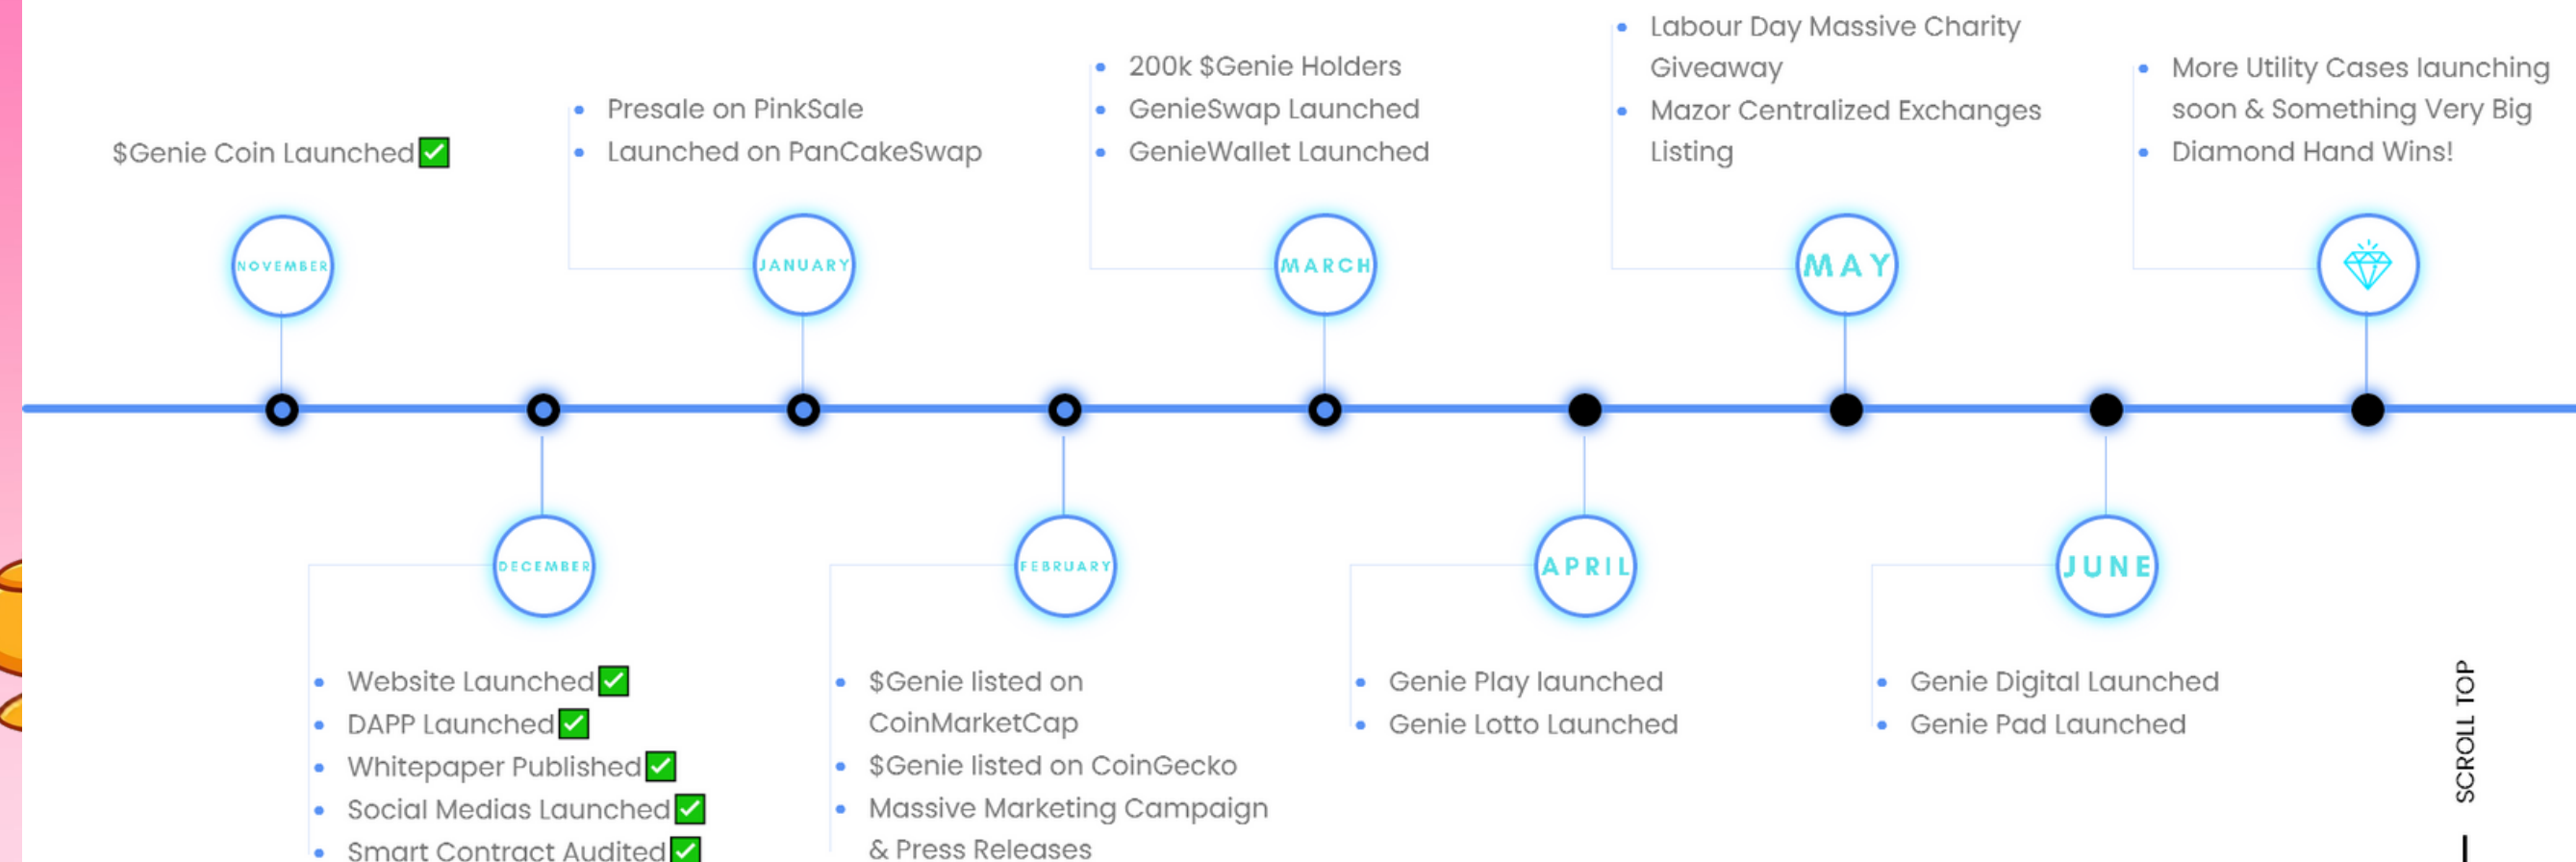 $Genie Coin Launched✅
NOVEMBER
Website Launched✅
DAPP Launched✅
Whitepaper Published✅
Social Medias Launched✅
Smart Contract Audited✅
DECEMBER
Presale on PinkSale
Launched on PanCakeSwap
JANUARY
FEBRUARY
$Genie listed on
CoinMarketCap
$Genie listed on CoinGecko
Massive Marketing Campaign
& Press Releases
200k $Genie Holders
GenieSwap Launched
GenieWallet Launched
MARCH
APRIL
Genie Play launched
Genie Lotto Launched
Labour Day Massive Charity
Giveaway
Mazor Centralized Exchanges
Listing
MAY
JUNE
Genie Digital Launched
Genie Pad Launched
More Utility Cases launching
soon & Something Very Big
Diamond Hand Wins!
SCROLL TOP